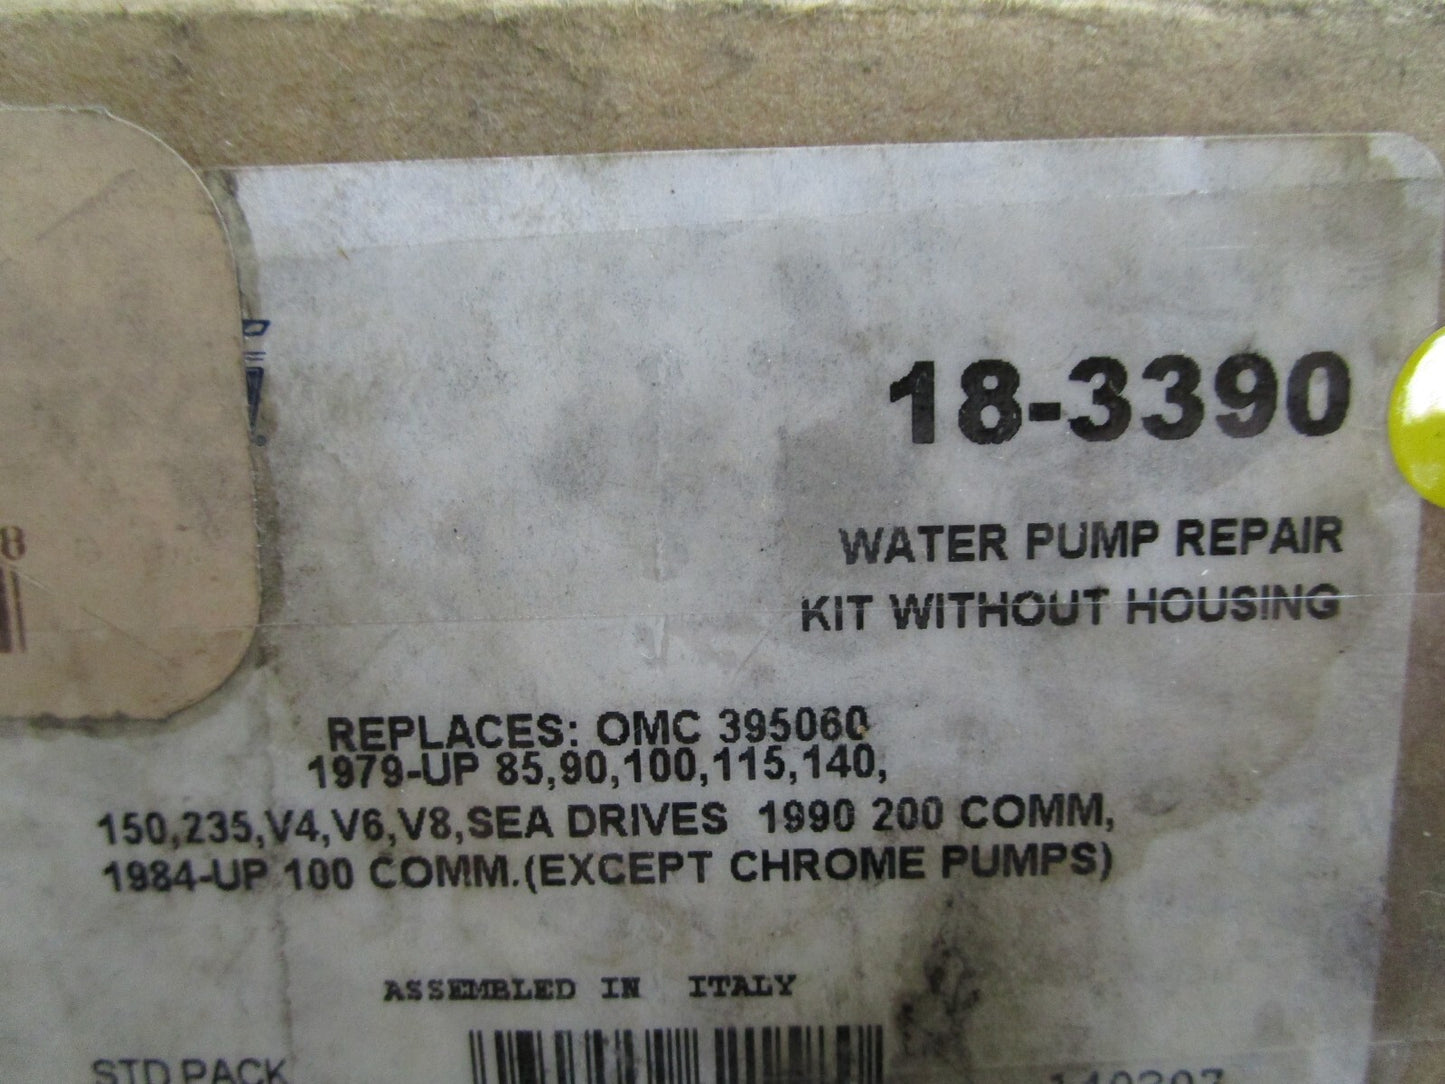 18-3390
WATER PUMP REPAIR
KIT WITHOUT HOUSING
8
REPLACES: OMC 395060
1979-UP 85,90,100,115,140,
150,235,V4,V6,V8,SEA DRIVES 1990 200 COMM,
1984-UP 100 COMM.(EXCEPT CHROME PUMPS)
ASSEMBLED IN ITALY
STD PACK